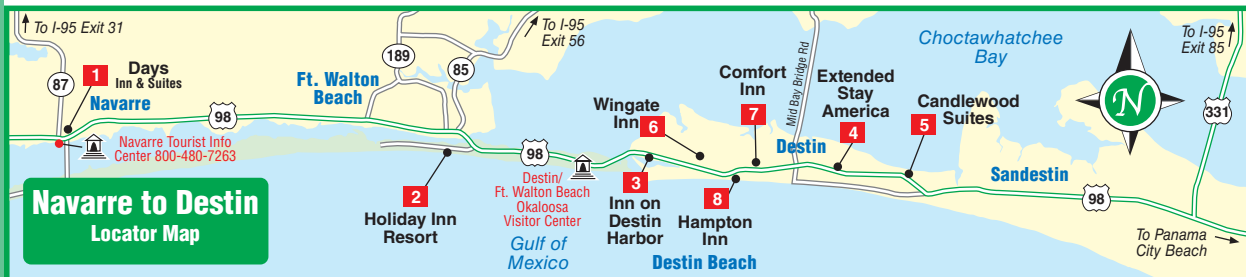 To I-95 Exit 31
87
1
Days
Inn & Suites
Navarre
98
Navarre Tourist Info
Center 800-480-7263
Navarre to Destin
Locator Map
Ft. Walton
Beach
189
85
To I-95
Exit 56
2
Holiday Inn
Resort
98
Destin/
Ft. Walton Beach
Okaloosa
Visitor Center
Gulf of
Mexico
Wingate
Inn
6
3
Inn on
Destin
Harbor
Comfort
Inn
7
8
Hampton
Inn
Destin Beach
Mid Bay Bridge Rd
Destin
Extended
Stay
America
4
Candlewood
Suites
5
Choctawhatchee
Bay
Sandestin
98
N
To I-95
Exit 85
331
To Panama
City Beach